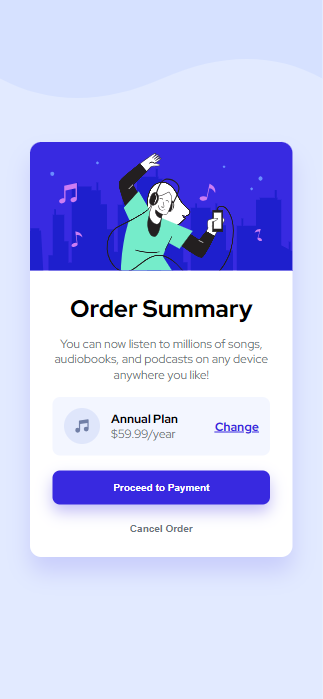 Order Summary
You can now listen to millions of songs,
audiobooks, and podcasts on any device
anywhere you like!
Annual Plan
$59.99/year
Change
Proceed to Payment
Cancel Order